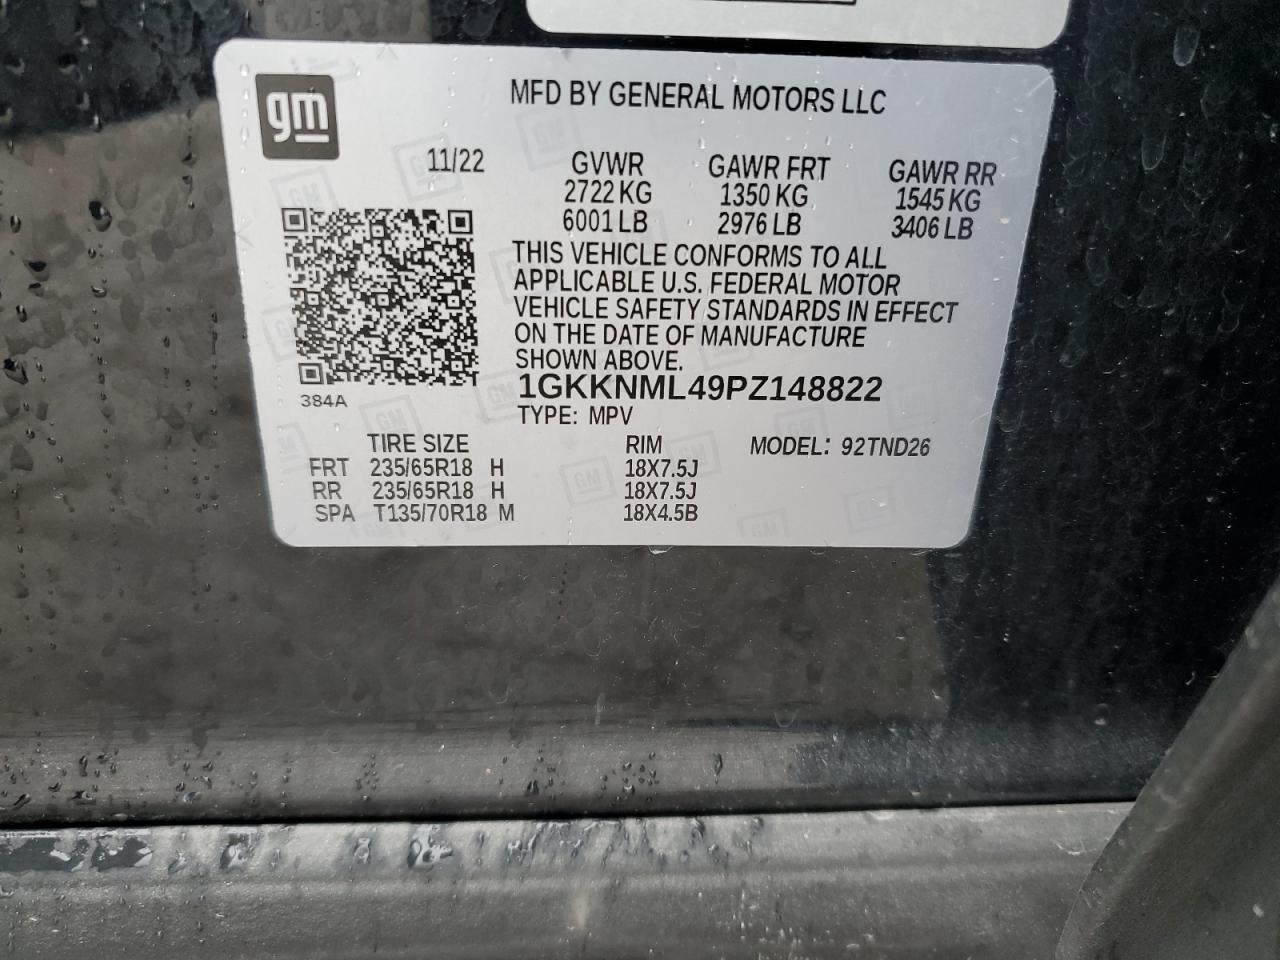 gm
MFD BY GENERAL MOTORS LLC
11/22 GVWR GAWR FRT GAWR RR
2722 KG 1350 KG 1545 KG
6001 LB 2976 LB 3406 LB
THIS VEHICLE CONFORMS TO ALL
APPLICABLE U.S. FEDERAL MOTOR
VEHICLE SAFETY STANDARDS IN EFFECT
ON THE DATE OF MANUFACTURE
SHOWN ABOVE.
1GKKNML49PZ148822
384A
TYPE: MPV
TIRE SIZE RIM MODEL: 92TND26
FRT 235/65R18 H 18X7.5J
RR 235/65R18 H 18X7.5J
SPA T135/70R18 M 18X4.5B